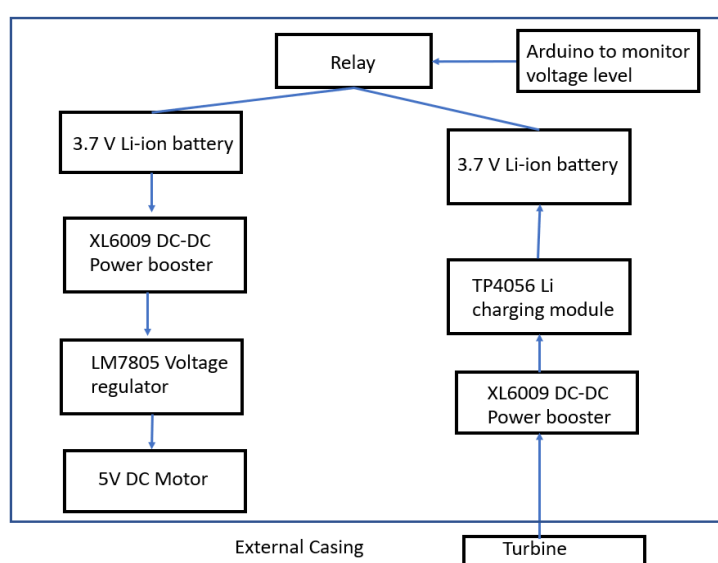 Relay
Arduino to monitor
voltage level
3.7 V Li-ion battery
3.7 V Li-ion battery
XL6009 DC-DC
Power booster
TP4056 Li
charging module
LM7805 Voltage
regulator
XL6009 DC-DC
Power booster
5V DC Motor
External Casing
Turbine